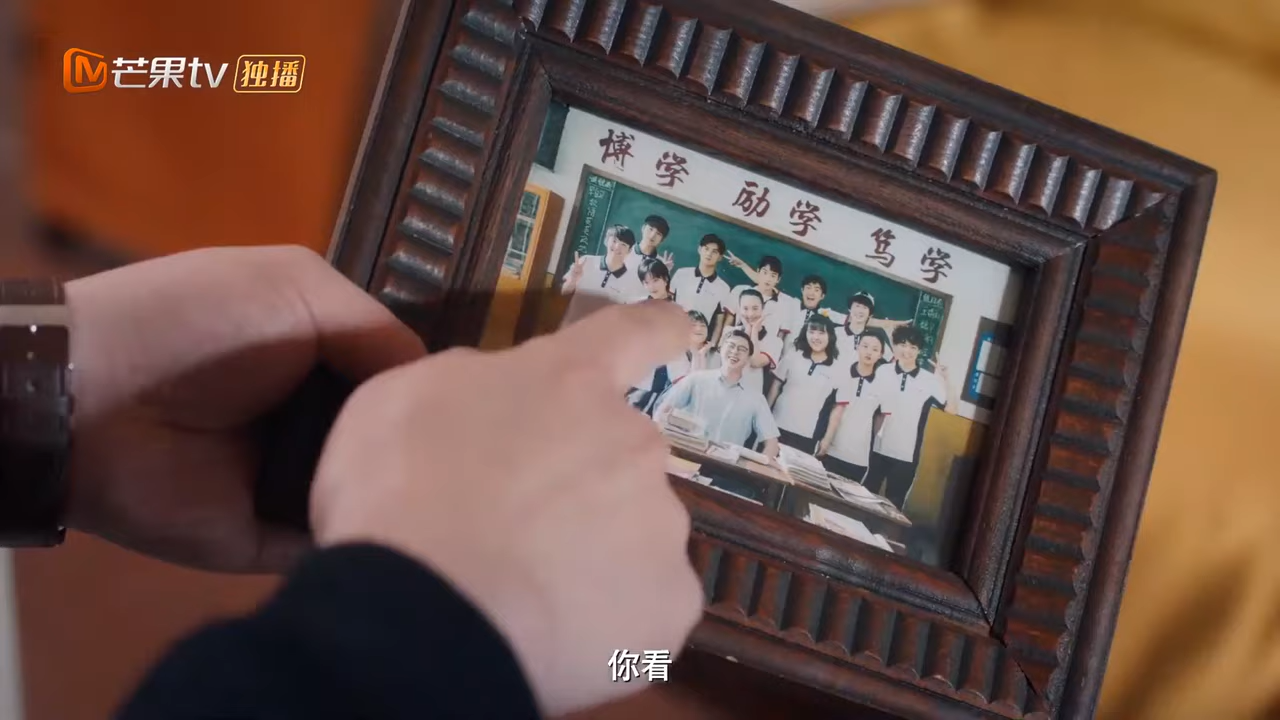 芒果tv 独播
博学 励学 笃学
你看